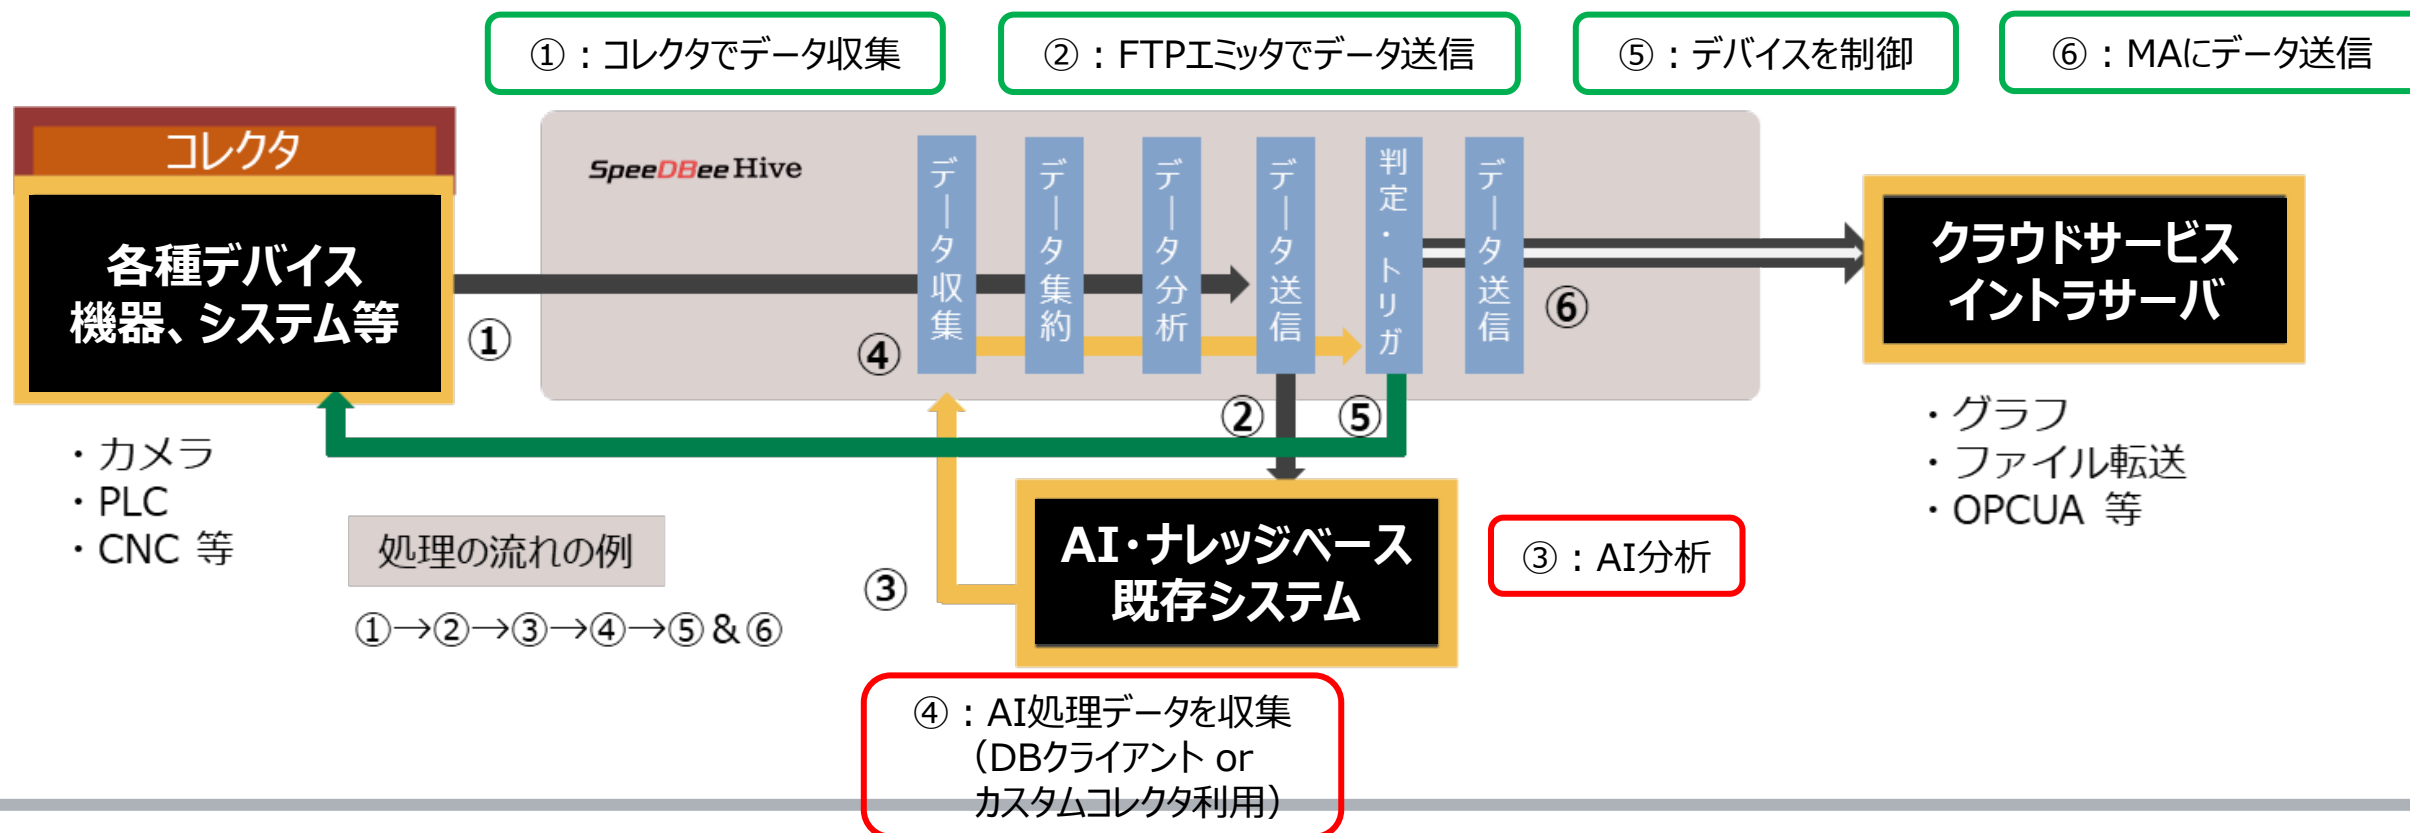 ①：コレクタでデータ収集
②：FTPエミッタでデータ送信
⑤：デバイスを制御
⑥：MAにデータ送信
コレクタ
各種デバイス
機器、システム等
・カメラ
・PLC
・CNC 等
SpeeDBee Hive
データ収集
データ集約
データ分析
データ送信
判定・トリガ
データ送信
①
④
②
⑤
⑥
③
クラウドサービス
イントラサーバ
・グラフ
・ファイル転送
・OPCUA 等
処理の流れの例
①→②→③→④→⑤＆⑥
AI・ナレッジベース
既存システム
③：AI分析
④：AI処理データを収集
（DBクライアント or
カスタムコレクタ利用）